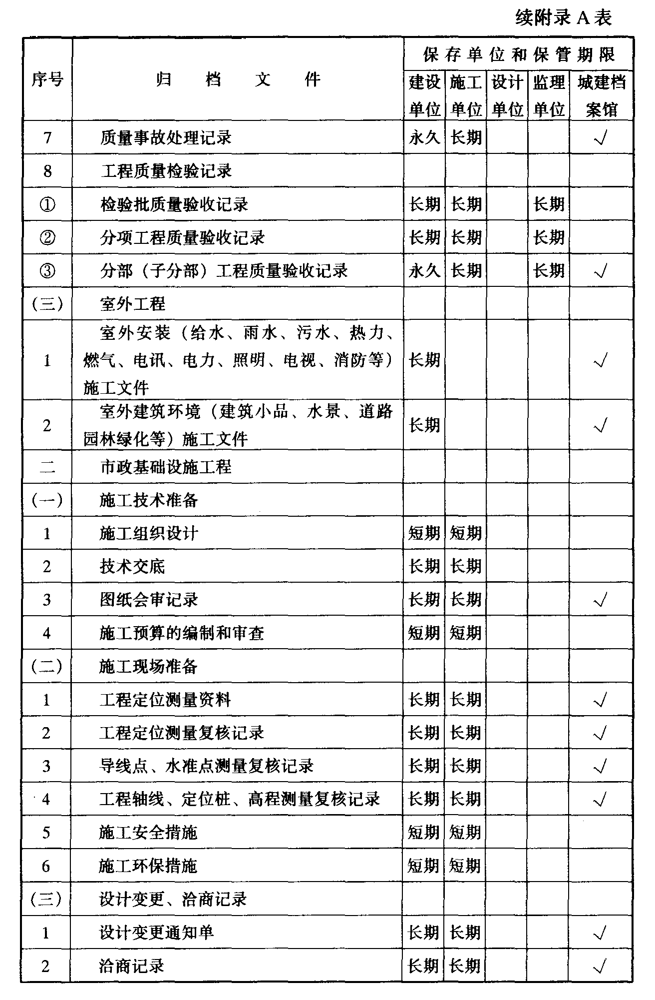 续附录 A 表
序号 归档文件 保存单位和保管期限
建设 施工 设计 监理 城建档
单位 单位 单位 单位 案馆
7 质量事故处理记录 永久 长期 √
8 工程质量检验记录
① 检验批质量验收记录 长期 长期 长期
② 分项工程质量验收记录 长期 长期 长期
③ 分部（子分部）工程质量验收记录 永久 长期 长期 √
（三） 室外工程
室外安装（给水、雨水、污水、热力、
1 燃气、电讯、电力、照明、电视、消防等） 长期 √
施工文件
室外建筑环境（建筑小品、水景、道路
2 长期 √
园林绿化等）施工文件
二 市政基础设施工程
（一） 施工技术准备
1 施工组织设计 短期 短期
2 技术交底 长期 长期
3 图纸会审记录 长期 长期 √
4 施工预算的编制和审查 短期 短期
（二） 施工现场准备
1 工程定位测量资料 长期 长期 √
2 工程定位测量复核记录 长期 长期 √
3 导线点、水准点测量复核记录 长期 长期 √
4 工程轴线、定位桩、高程测量复核记录 长期 长期 √
5 施工安全措施 短期 短期
6 施工环保措施 短期 短期
（三） 设计变更、洽商记录
1 设计变更通知单 长期 长期 √
2 洽商记录 长期 长期 √